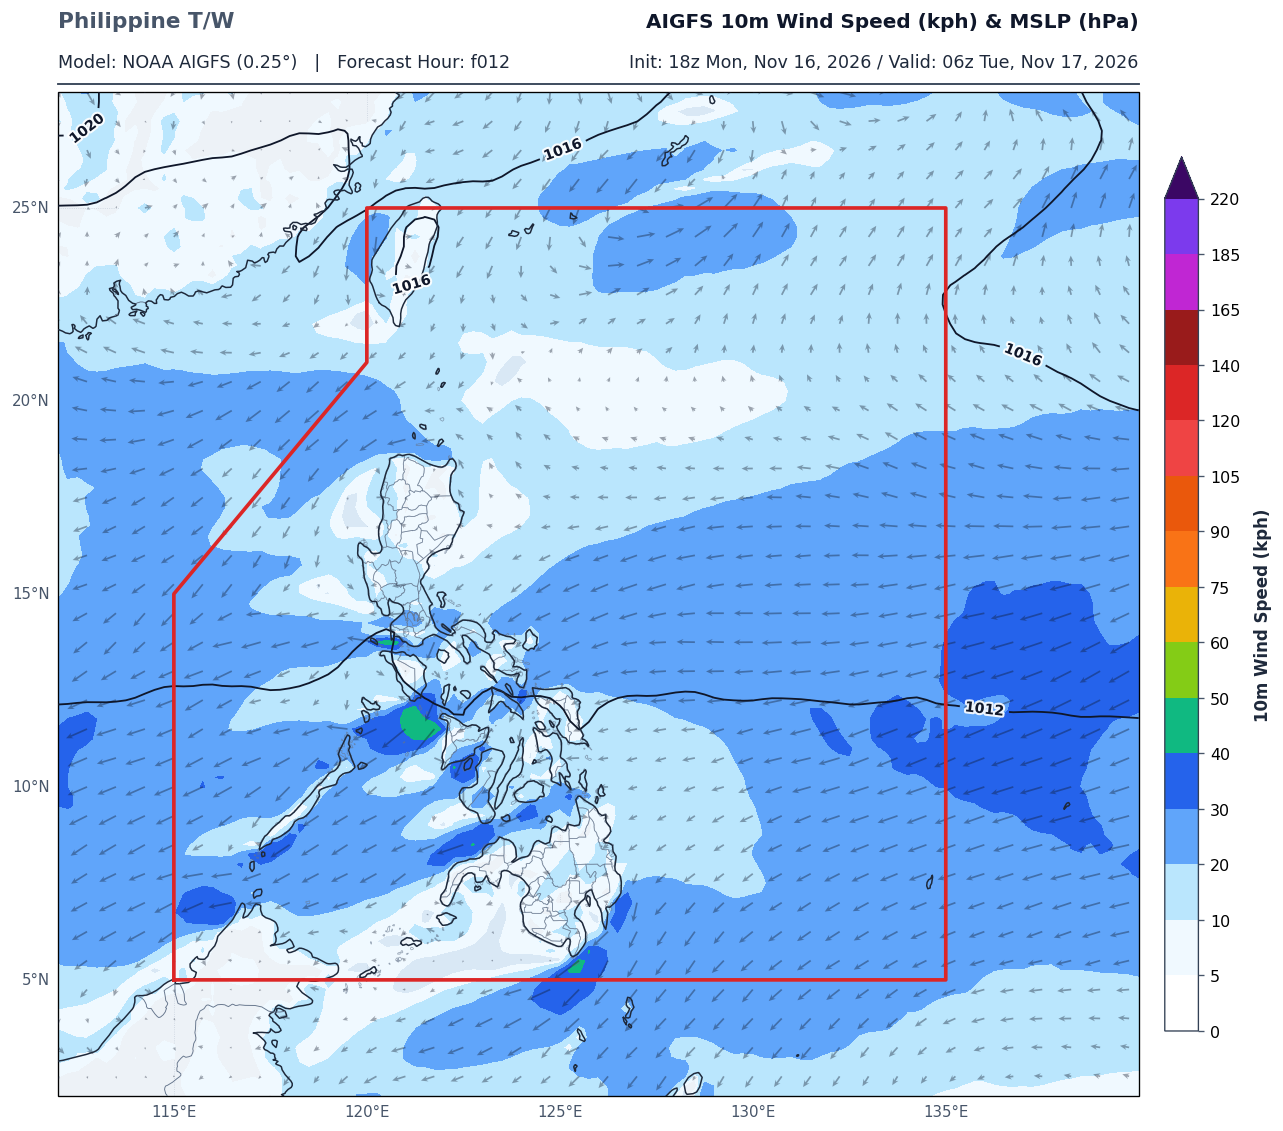 Philippine T/W
AIGFS 10m Wind Speed (kph) & MSLP (hPa)
Model: NOAA AIGFS (0.25°) | Forecast Hour: f012
Init: 18z Mon, Nov 16, 2026 / Valid: 06z Tue, Nov 17, 2026
1020
1016
1016
1016
1012
25°N
20°N
15°N
10°N
5°N
115°E
120°E
125°E
130°E
135°E
220
185
165
140
120
105
90
75
60
50
40
30
20
10
5
0
10m Wind Speed (kph)